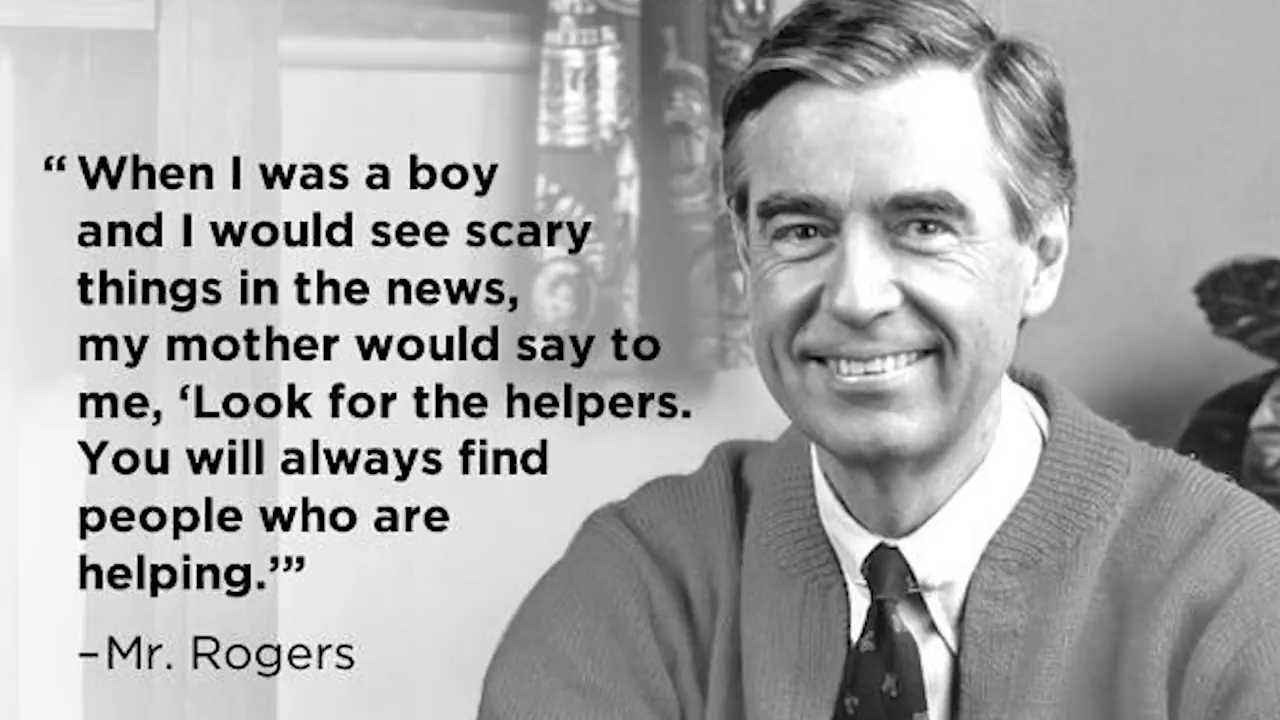 “When I was a boy
and I would see scary
things in the news,
my mother would say to
me, ‘Look for the helpers.
You will always find
people who are
helping.’”
–Mr. Rogers